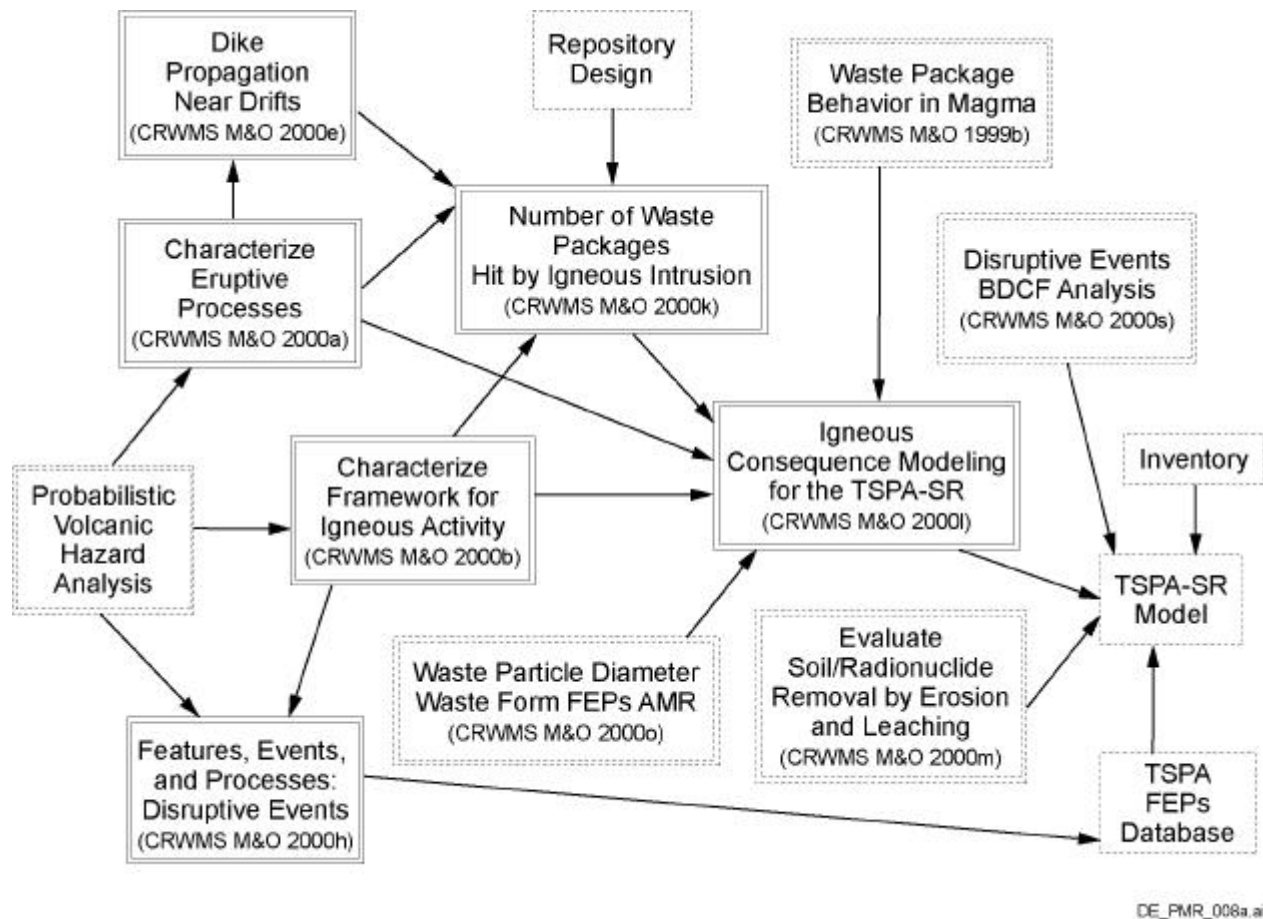 Dike
Propagation
Near Drifts
(CRWMS M&O 2000e)
Repository
Design
Waste Package
Behavior in Magma
(CRWMS M&O 1999b)
Characterize
Eruptive
Processes
(CRWMS M&O 2000a)
Number of Waste
Packages
Hit by Igneous Intrusion
(CRWMS M&O 2000k)
Disruptive Events
BDCF Analysis
(CRWMS M&O 2000s)
Probabilistic
Volcanic
Hazard
Analysis
Characterize
Framework for
Igneous Activity
(CRWMS M&O 2000b)
Igneous
Consequence Modeling
for the TSPA-SR
(CRWMS M&O 2000l)
Inventory
TSPA-SR
Model
Waste Particle Diameter
Waste Form FEPs AMR
(CRWMS M&O 2000o)
Evaluate
Soil/Radionuclide
Removal by Erosion
and Leaching
(CRWMS M&O 2000m)
Features, Events,
and Processes:
Disruptive Events
(CRWMS M&O 2000h)
TSPA
FEPs
Database
DE_PMR_008a.ai